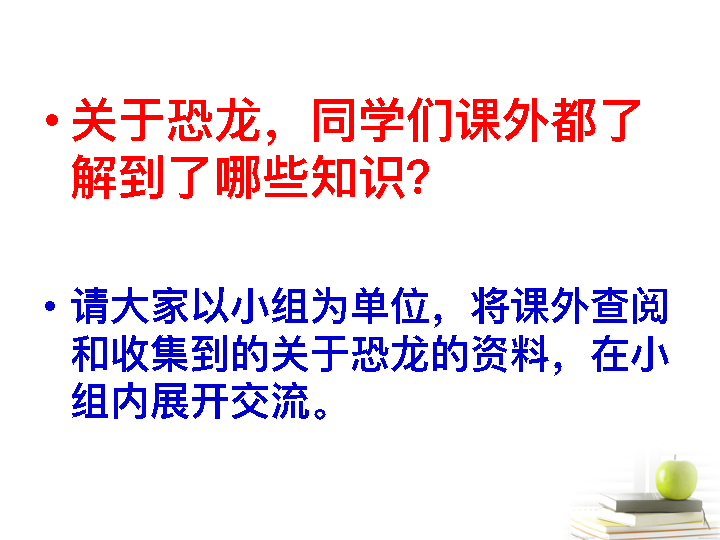 • 关于恐龙，同学们课外都了
解到了哪些知识?
• 请大家以小组为单位，将课外查阅
和收集到的关于恐龙的资料，在小
组内展开交流。